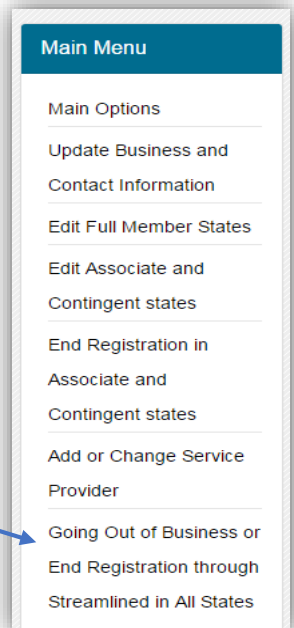 Main Menu
Main Options
Update Business and
Contact Information
Edit Full Member States
Edit Associate and
Contingent states
End Registration in
Associate and
Contingent states
Add or Change Service
Provider
Going Out of Business or
End Registration through
Streamlined in All States